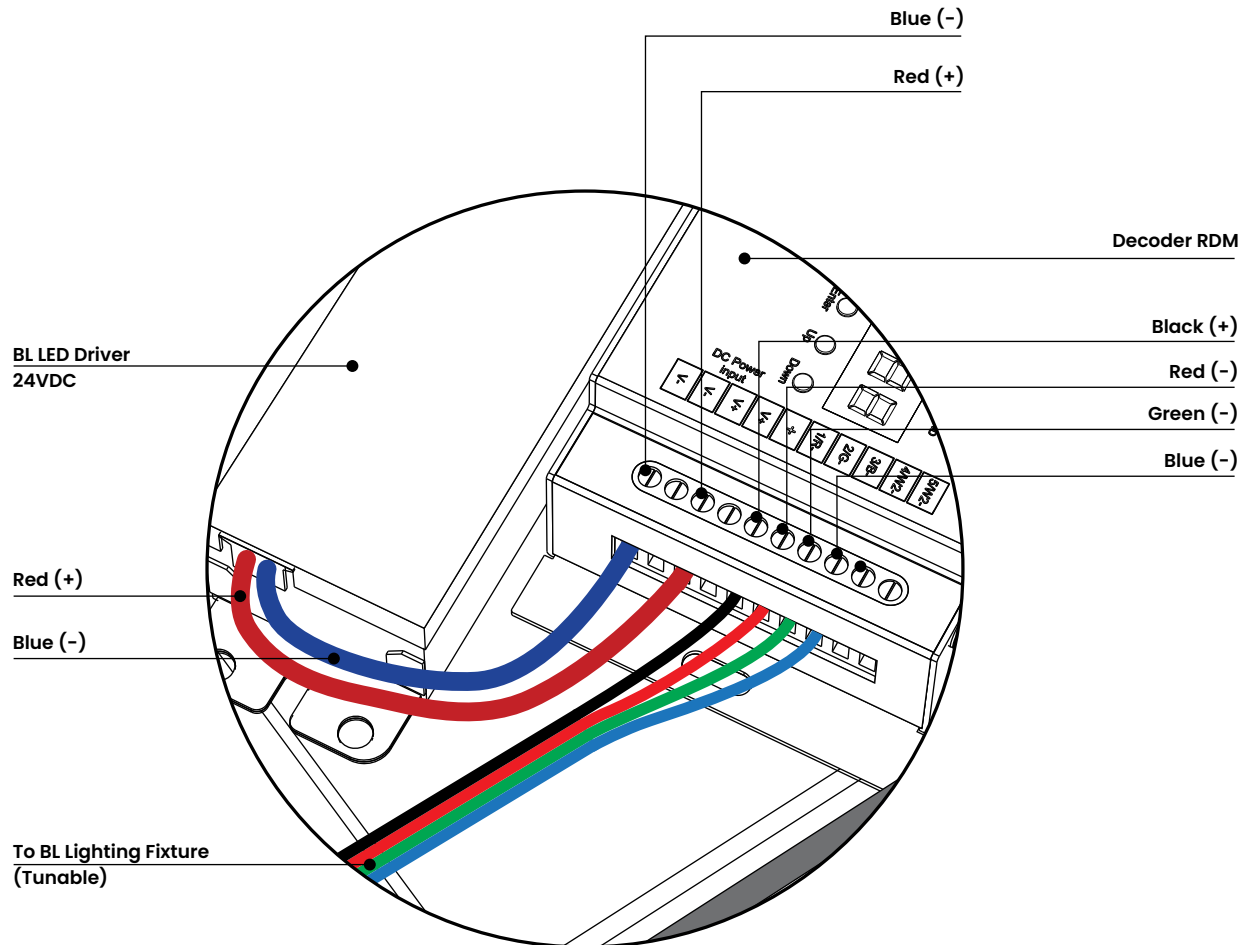 Blue (-)
Red (+)
Decoder RDM
Black (+)
Red (-)
Green (-)
Blue (-)
BL LED Driver
24VDC
Enter
Up
Down
DC Power
input
V-
V-
V+
V+
1/R-
2/G-
3/B-
4/W2-
5/W2-
Red (+)
Blue (-)
To BL Lighting Fixture
(Tunable)